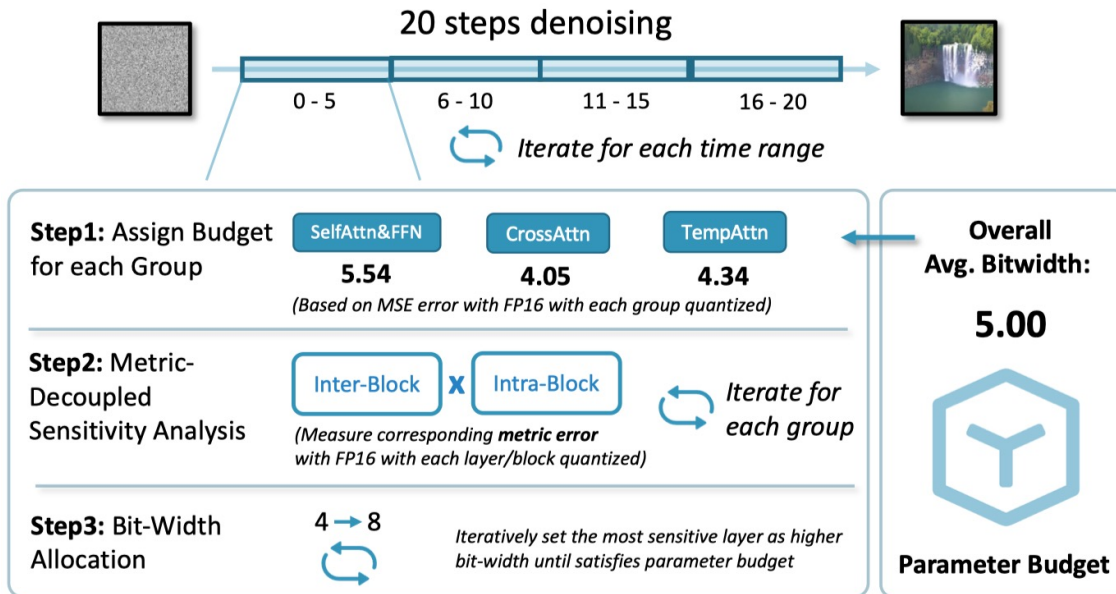 20 steps denoising
0 - 5
6 - 10
11 - 15
16 - 20
Iterate for each time range
Step1: Assign Budget
for each Group
SelfAttn&FFN
CrossAttn
TempAttn
5.54
4.05
4.34
(Based on MSE error with FP16 with each group quantized)
Step2: Metric-
Decoupled
Sensitivity Analysis
Inter-Block
X
Intra-Block
(Measure corresponding metric error
with FP16 with each layer/block quantized)
Iterate for
each group
Step3: Bit-Width
Allocation
4 → 8
Iteratively set the most sensitive layer as higher
bit-width until satisfies parameter budget
Overall
Avg. Bitwidth:
5.00
Parameter Budget